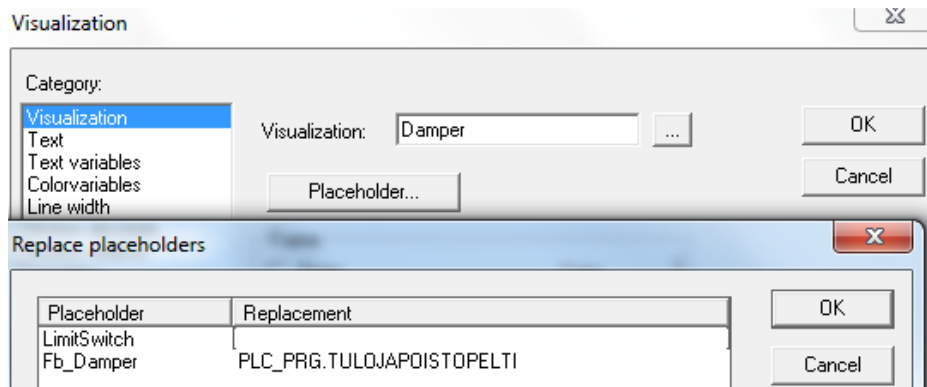 Visualization
Category:
Visualization
Text
Text variables
Colorvariables
Line width
Visualization: Damper ...
Placeholder...
OK
Cancel
Replace placeholders
Placeholder Replacement
LimitSwitch
Fb_Damper PLC_PRG.TULOJAPOISTOPELTI
OK
Cancel